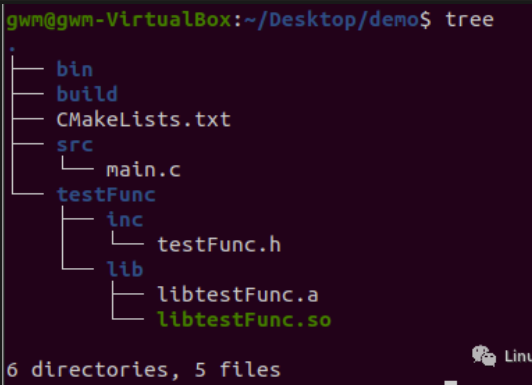 gwm@gwm-VirtualBox:~/Desktop/demo$ tree
.
├── bin
├── build
├── CMakeLists.txt
├── src
│   └── main.c
└── testFunc
    ├── inc
    │   └── testFunc.h
    └── lib
        ├── libtestFunc.a
        └── libtestFunc.so
6 directories, 5 files